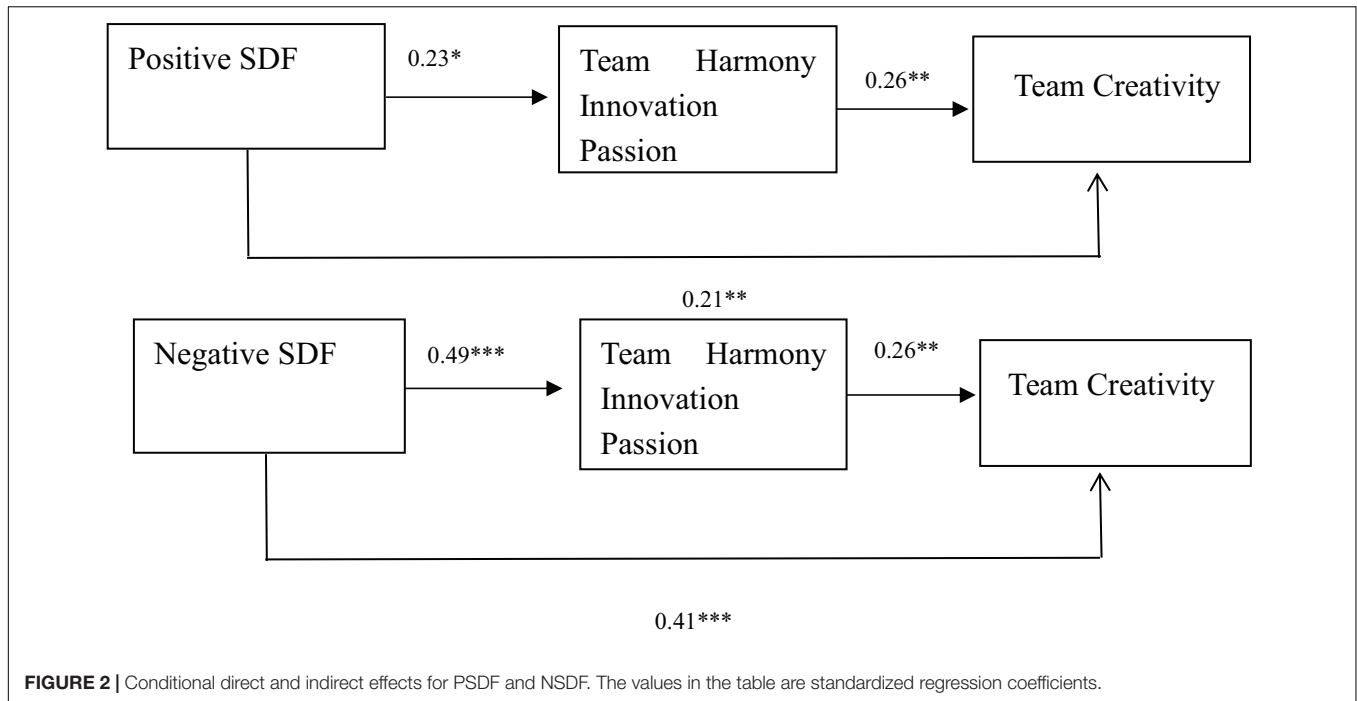 Positive SDF
0.23*
Team Harmony
Innovation
Passion
0.26**
Team Creativity
0.21**
Negative SDF
0.49***
Team Harmony
Innovation
Passion
0.26**
Team Creativity
0.41***
FIGURE 2 | Conditional direct and indirect effects for PSDF and NSDF. The values in the table are standardized regression coefficients.